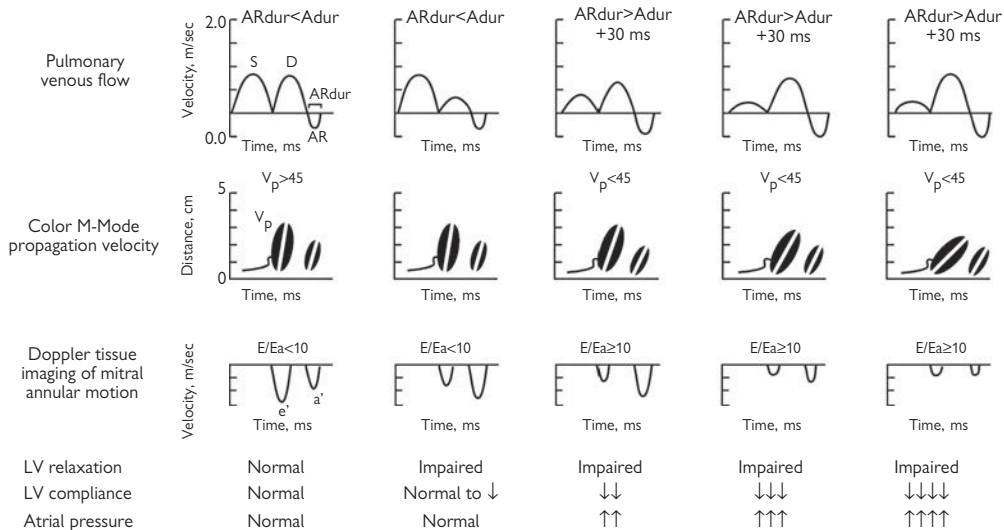 ARdur<Adur ARdur<Adur ARdur>Adur ARdur>Adur ARdur>Adur
+30 ms +30 ms +30 ms
Pulmonary
venous flow
Velocity, m/sec
2.0
0.0
S D
ARdur
AR
Time, ms Time, ms Time, ms Time, ms Time, ms
Vp>45 Vp<45 Vp<45 Vp<45
Color M-Mode
propagation velocity
Distance, cm
5
0
Vp
Time, ms Time, ms Time, ms Time, ms Time, ms
Doppler tissue
imaging of mitral
annular motion
Velocity, m/sec
E/Ea<10 E/Ea<10 E/Ea≥10 E/Ea≥10 E/Ea≥10
e' a'
Time, ms Time, ms Time, ms Time, ms Time, ms
LV relaxation Normal Impaired Impaired Impaired Impaired
LV compliance Normal Normal to ↓ ↓↓ ↓↓↓ ↓↓↓↓
Atrial pressure Normal Normal ↑↑ ↑↑↑ ↑↑↑↑